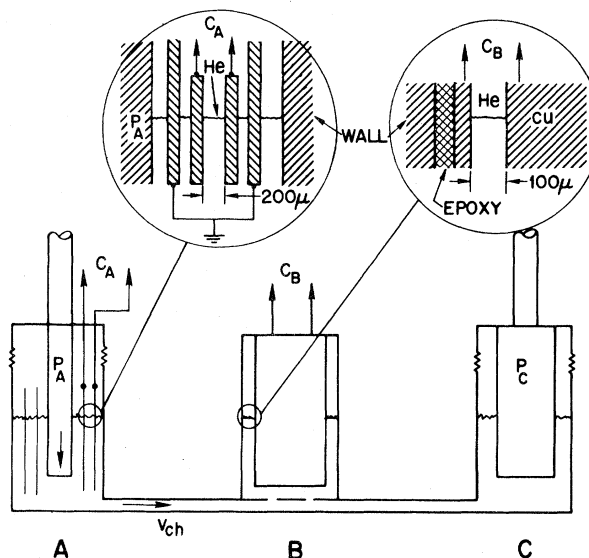 C_A
He
P_A
200μ
WALL
C_B
He
cu
100μ
EPOXY
C_A
P_A
C_B
P_C
V_ch
A B C